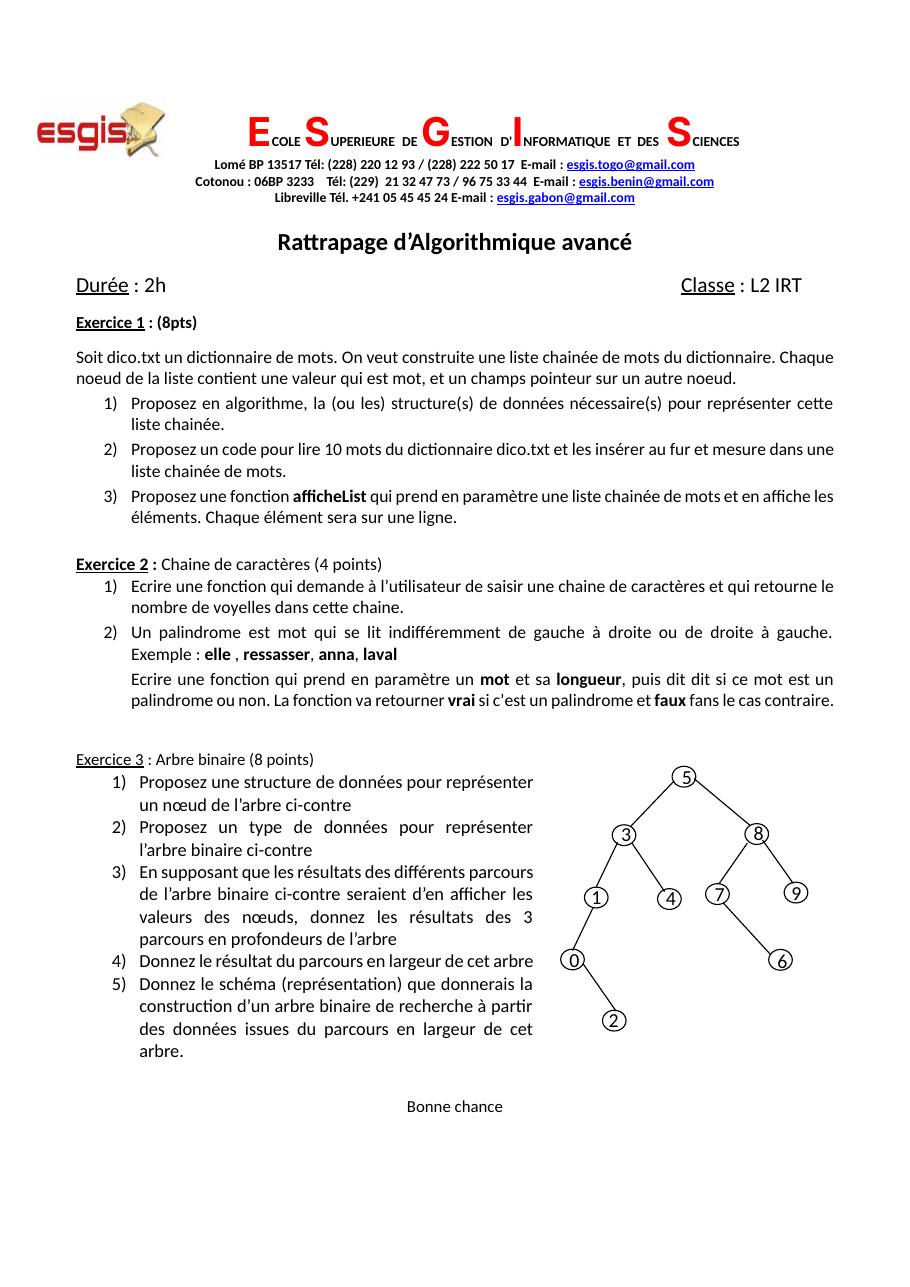 esgis
ECOLE SUPERIEURE DE GESTION D'INFORMATIQUE ET DES SCIENCES
Lomé BP 13517 Tél: (228) 220 12 93 / (228) 222 50 17 E-mail : esgis.togo@gmail.com
Cotonou : 06BP 3233 Tél: (229) 21 32 47 73 / 96 75 33 44 E-mail : esgis.benin@gmail.com
Libreville Tél. +241 05 45 45 24 E-mail : esgis.gabon@gmail.com
Rattrapage d’Algorithmique avancé
Durée : 2h Classe : L2 IRT
Exercice 1 : (8pts)
Soit dico.txt un dictionnaire de mots. On veut construite une liste chainée de mots du dictionnaire. Chaque
noeud de la liste contient une valeur qui est mot, et un champs pointeur sur un autre noeud.
1) Proposez en algorithme, la (ou les) structure(s) de données nécessaire(s) pour représenter cette
liste chainée.
2) Proposez un code pour lire 10 mots du dictionnaire dico.txt et les insérer au fur et mesure dans une
liste chainée de mots.
3) Proposez une fonction afficheList qui prend en paramètre une liste chainée de mots et en affiche les
éléments. Chaque élément sera sur une ligne.
Exercice 2 : Chaine de caractères (4 points)
1) Ecrire une fonction qui demande à l’utilisateur de saisir une chaine de caractères et qui retourne le
nombre de voyelles dans cette chaine.
2) Un palindrome est mot qui se lit indifféremment de gauche à droite ou de droite à gauche.
Exemple : elle , ressasser, anna, laval
Ecrire une fonction qui prend en paramètre un mot et sa longueur, puis dit dit si ce mot est un
palindrome ou non. La fonction va retourner vrai si c’est un palindrome et faux fans le cas contraire.
Exercice 3 : Arbre binaire (8 points)
1) Proposez une structure de données pour représenter
un nœud de l’arbre ci-contre
2) Proposez un type de données pour représenter
l’arbre binaire ci-contre
3) En supposant que les résultats des différents parcours
de l’arbre binaire ci-contre seraient d’en afficher les
valeurs des nœuds, donnez les résultats des 3
parcours en profondeurs de l’arbre
4) Donnez le résultat du parcours en largeur de cet arbre
5) Donnez le schéma (représentation) que donnerais la
construction d’un arbre binaire de recherche à partir
des données issues du parcours en largeur de cet
arbre.
5
3 8
1 4 7 9
0 6
2
Bonne chance